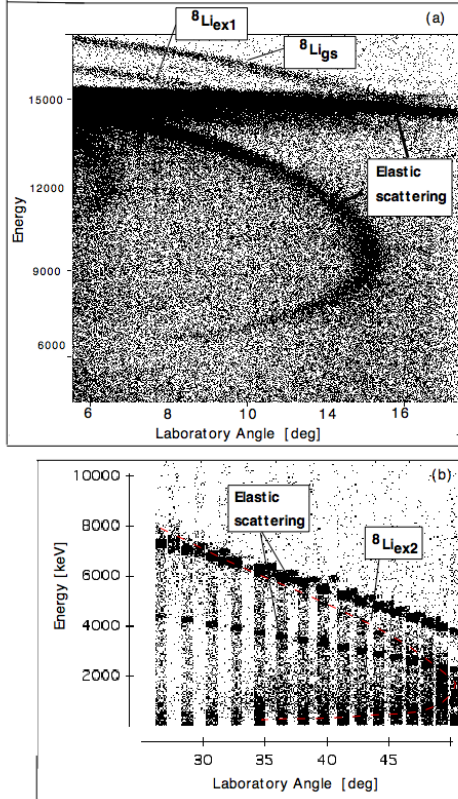 (a)
⁸Liex1
⁸Ligs
15000
12000
9000
6000
Energy
Elastic
scattering
6 8 10 12 14 16
Laboratory Angle [deg]
(b)
10000
8000
6000
4000
2000
Energy [keV]
Elastic
scattering
⁸Liex2
30 35 40 45
Laboratory Angle [deg]